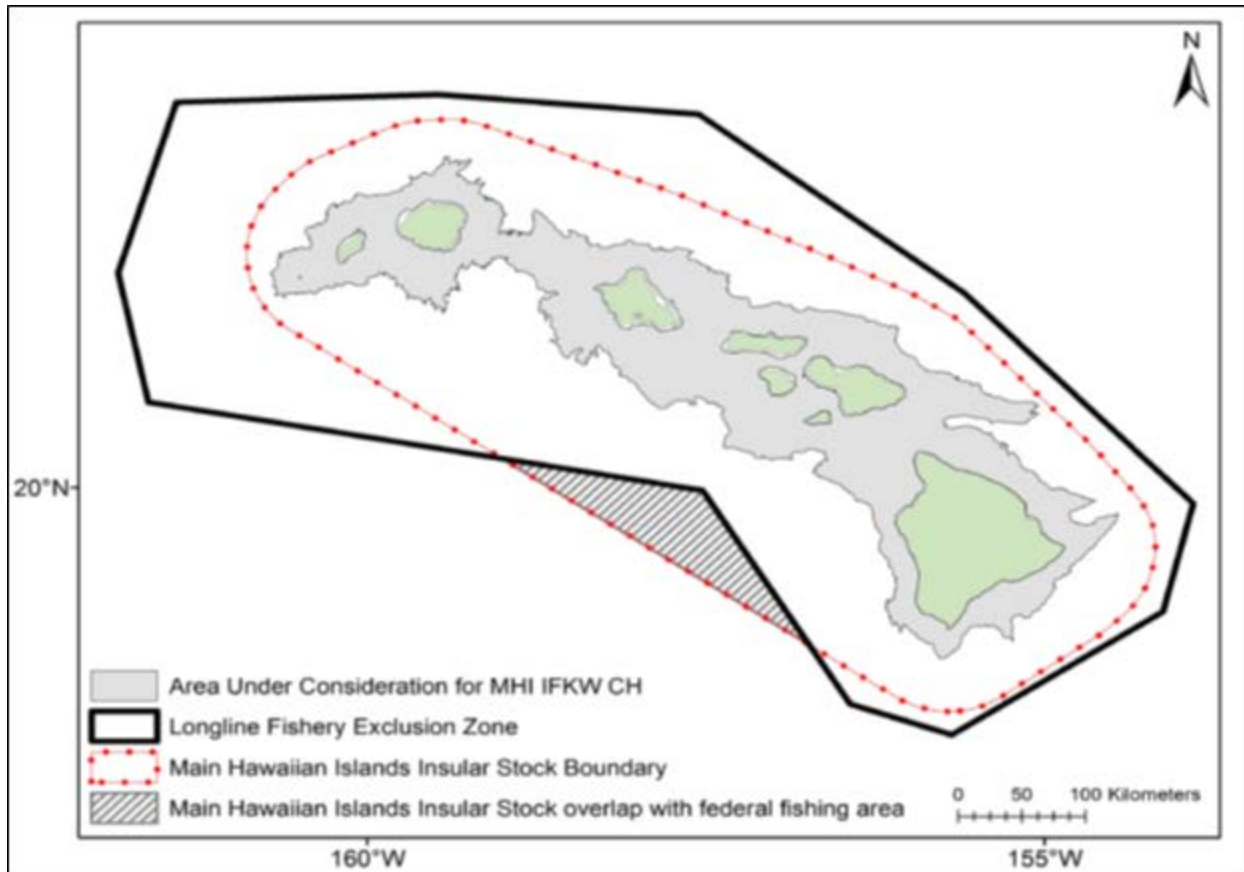 N
20°N
Area Under Consideration for MHI IFKW CH
Longline Fishery Exclusion Zone
Main Hawaiian Islands Insular Stock Boundary
Main Hawaiian Islands Insular Stock overlap with federal fishing area
0 50 100 Kilometers
160°W 155°W